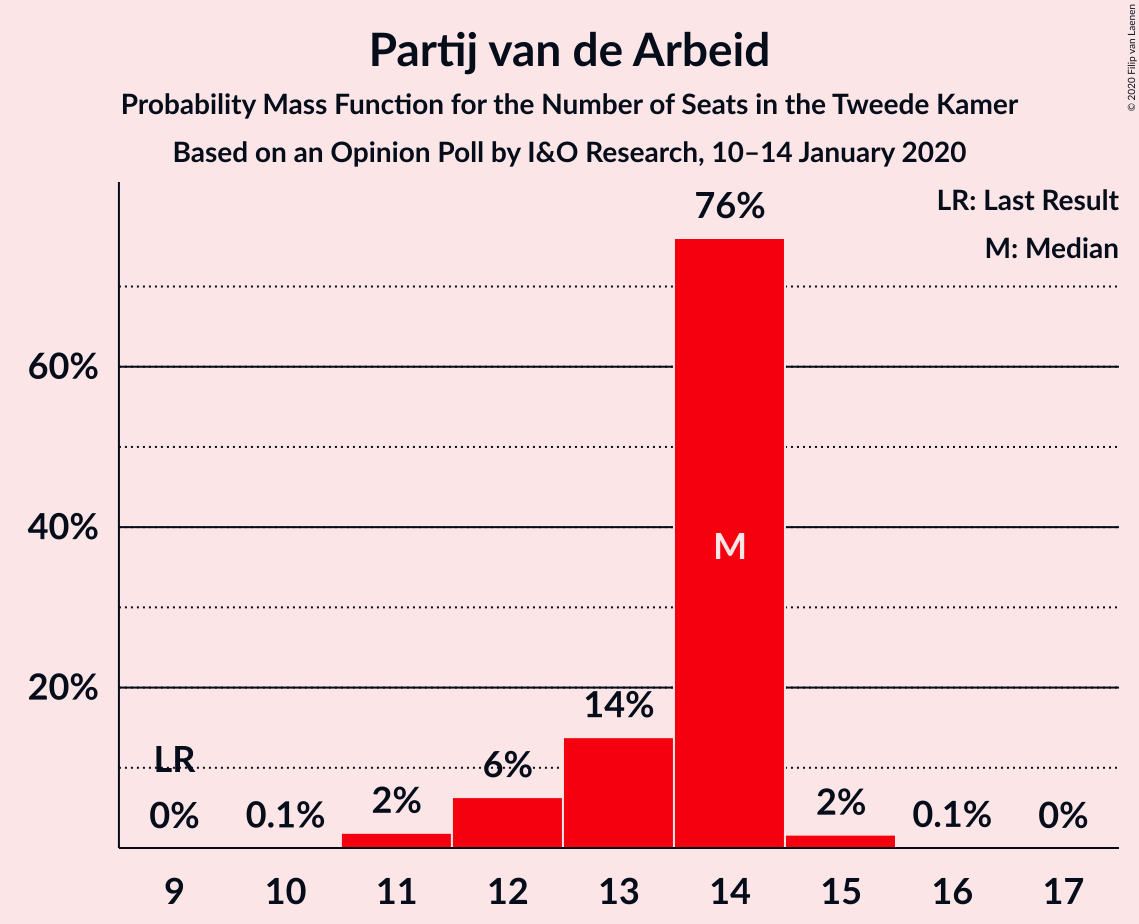 Partij van de Arbeid
Probability Mass Function for the Number of Seats in the Tweede Kamer
Based on an Opinion Poll by I&O Research, 10–14 January 2020
© 2020 Filip van Laenen
LR: Last Result
M: Median
76%
60%
40%
M
20%
14%
LR
6%
0%
0.1%
2%
2%
0.1%
0%
9 10 11 12 13 14 15 16 17